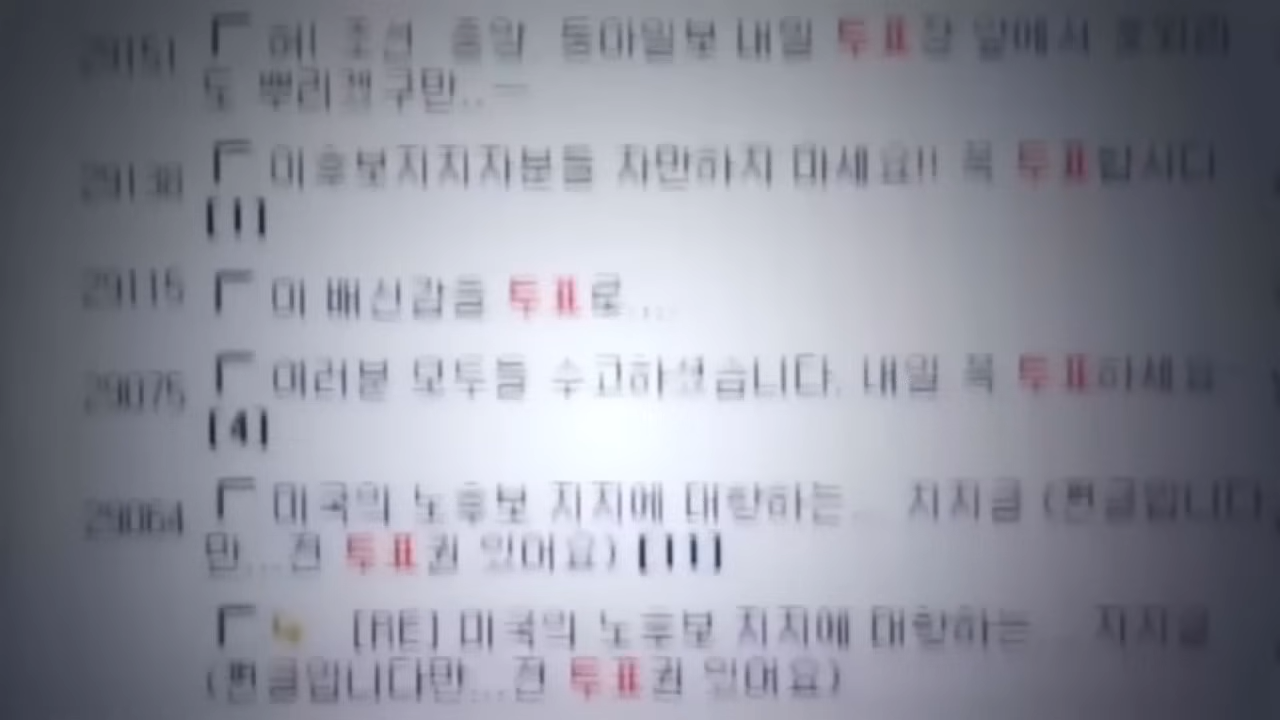 29151 허! 조선 중앙 동아일보 내일 투표장 앞에서
도 뿌리겠구만..
29138 이후보지지자분들 자만하지 마세요!! 꼭 투표합시다
[1]
29115 이 배신감을 투표로....
29075 여러분 모두들 수고하셨습니다. 내일 꼭 투표하세요
[4]
29064 미국의 노후보 지지에 대항하는... 지지글 (펀글입니다
만...전 투표권 있어요) [11]
[RE] 미국의 노후보 지지에 대항하는... 지지글
(펀글입니다만...전 투표권 있어요)